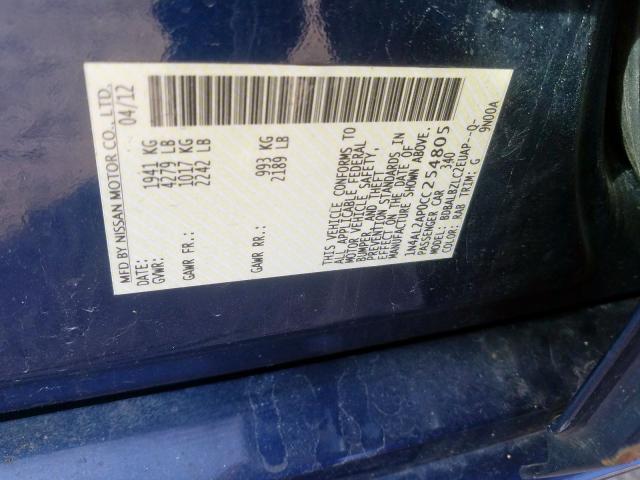 MFD BY NISSAN MOTOR CO., LTD.
DATE: 04/12
GVWR: 1941 KG
4279 LB
GAWR FR.: 1017 KG
2242 LB
GAWR RR.: 993 KG
2189 LB
THIS VEHICLE CONFORMS TO
ALL APPLICABLE FEDERAL
MOTOR VEHICLE SAFETY,
BUMPER, AND THEFT
PREVENTION STANDARDS IN
EFFECT ON THE DATE OF
MANUFACTURE SHOWN ABOVE.
1N4AL2AP0CC254805
PASSENGER CAR 340
MODEL: BDBALBZLC2EUAP--Q-
COLOR: RAB TRIM: G 9N00A